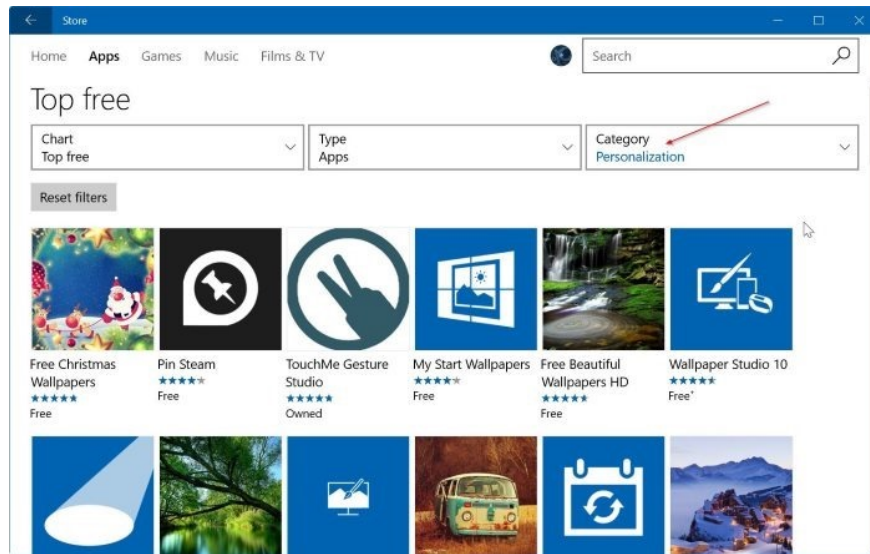 Store
Home Apps Games Music Films & TV
Search
Top free
Chart
Top free
Type
Apps
Category
Personalization
Reset filters
Free Christmas
Wallpapers
Free
Pin Steam
Free
TouchMe Gesture
Studio
Owned
My Start Wallpapers
Free
Free Beautiful
Wallpapers HD
Free
Wallpaper Studio 10
Free*